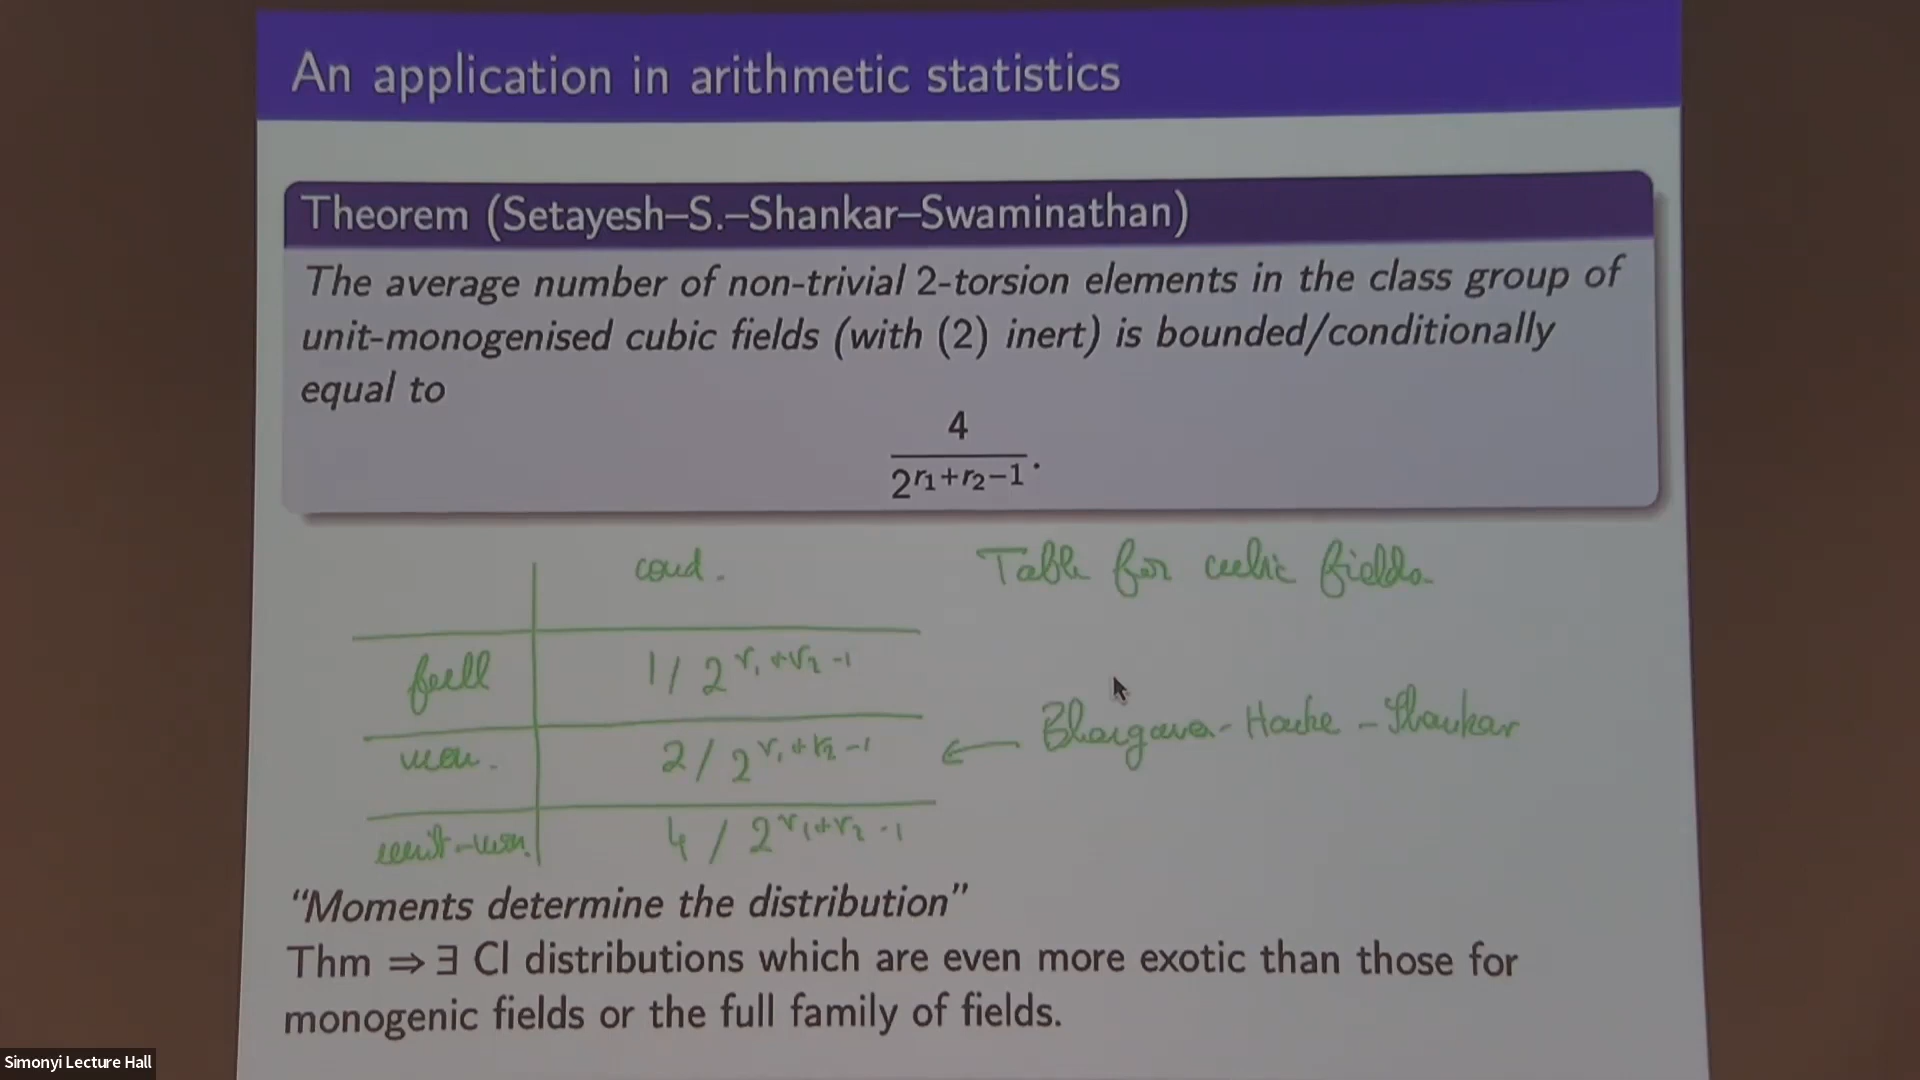 An application in arithmetic statistics
Theorem (Setayesh–S.–Shankar–Swaminathan)
The average number of non-trivial 2-torsion elements in the class group of
unit-monogenised cubic fields (with (2) inert) is bounded/conditionally
equal to
4
2^{r₁+r₂−1}.
cond. Table for cubic fields.
full 1 / 2^{r₁+r₂-1}
mon. 2 / 2^{r₁+r₂-1} ← Bhargava-Hanke-Shankar
unit-mon. 4 / 2^{r₁+r₂-1}
“Moments determine the distribution”
Thm ⇒ ∃ Cl distributions which are even more exotic than those for
monogenic fields or the full family of fields.
Simonyi Lecture Hall